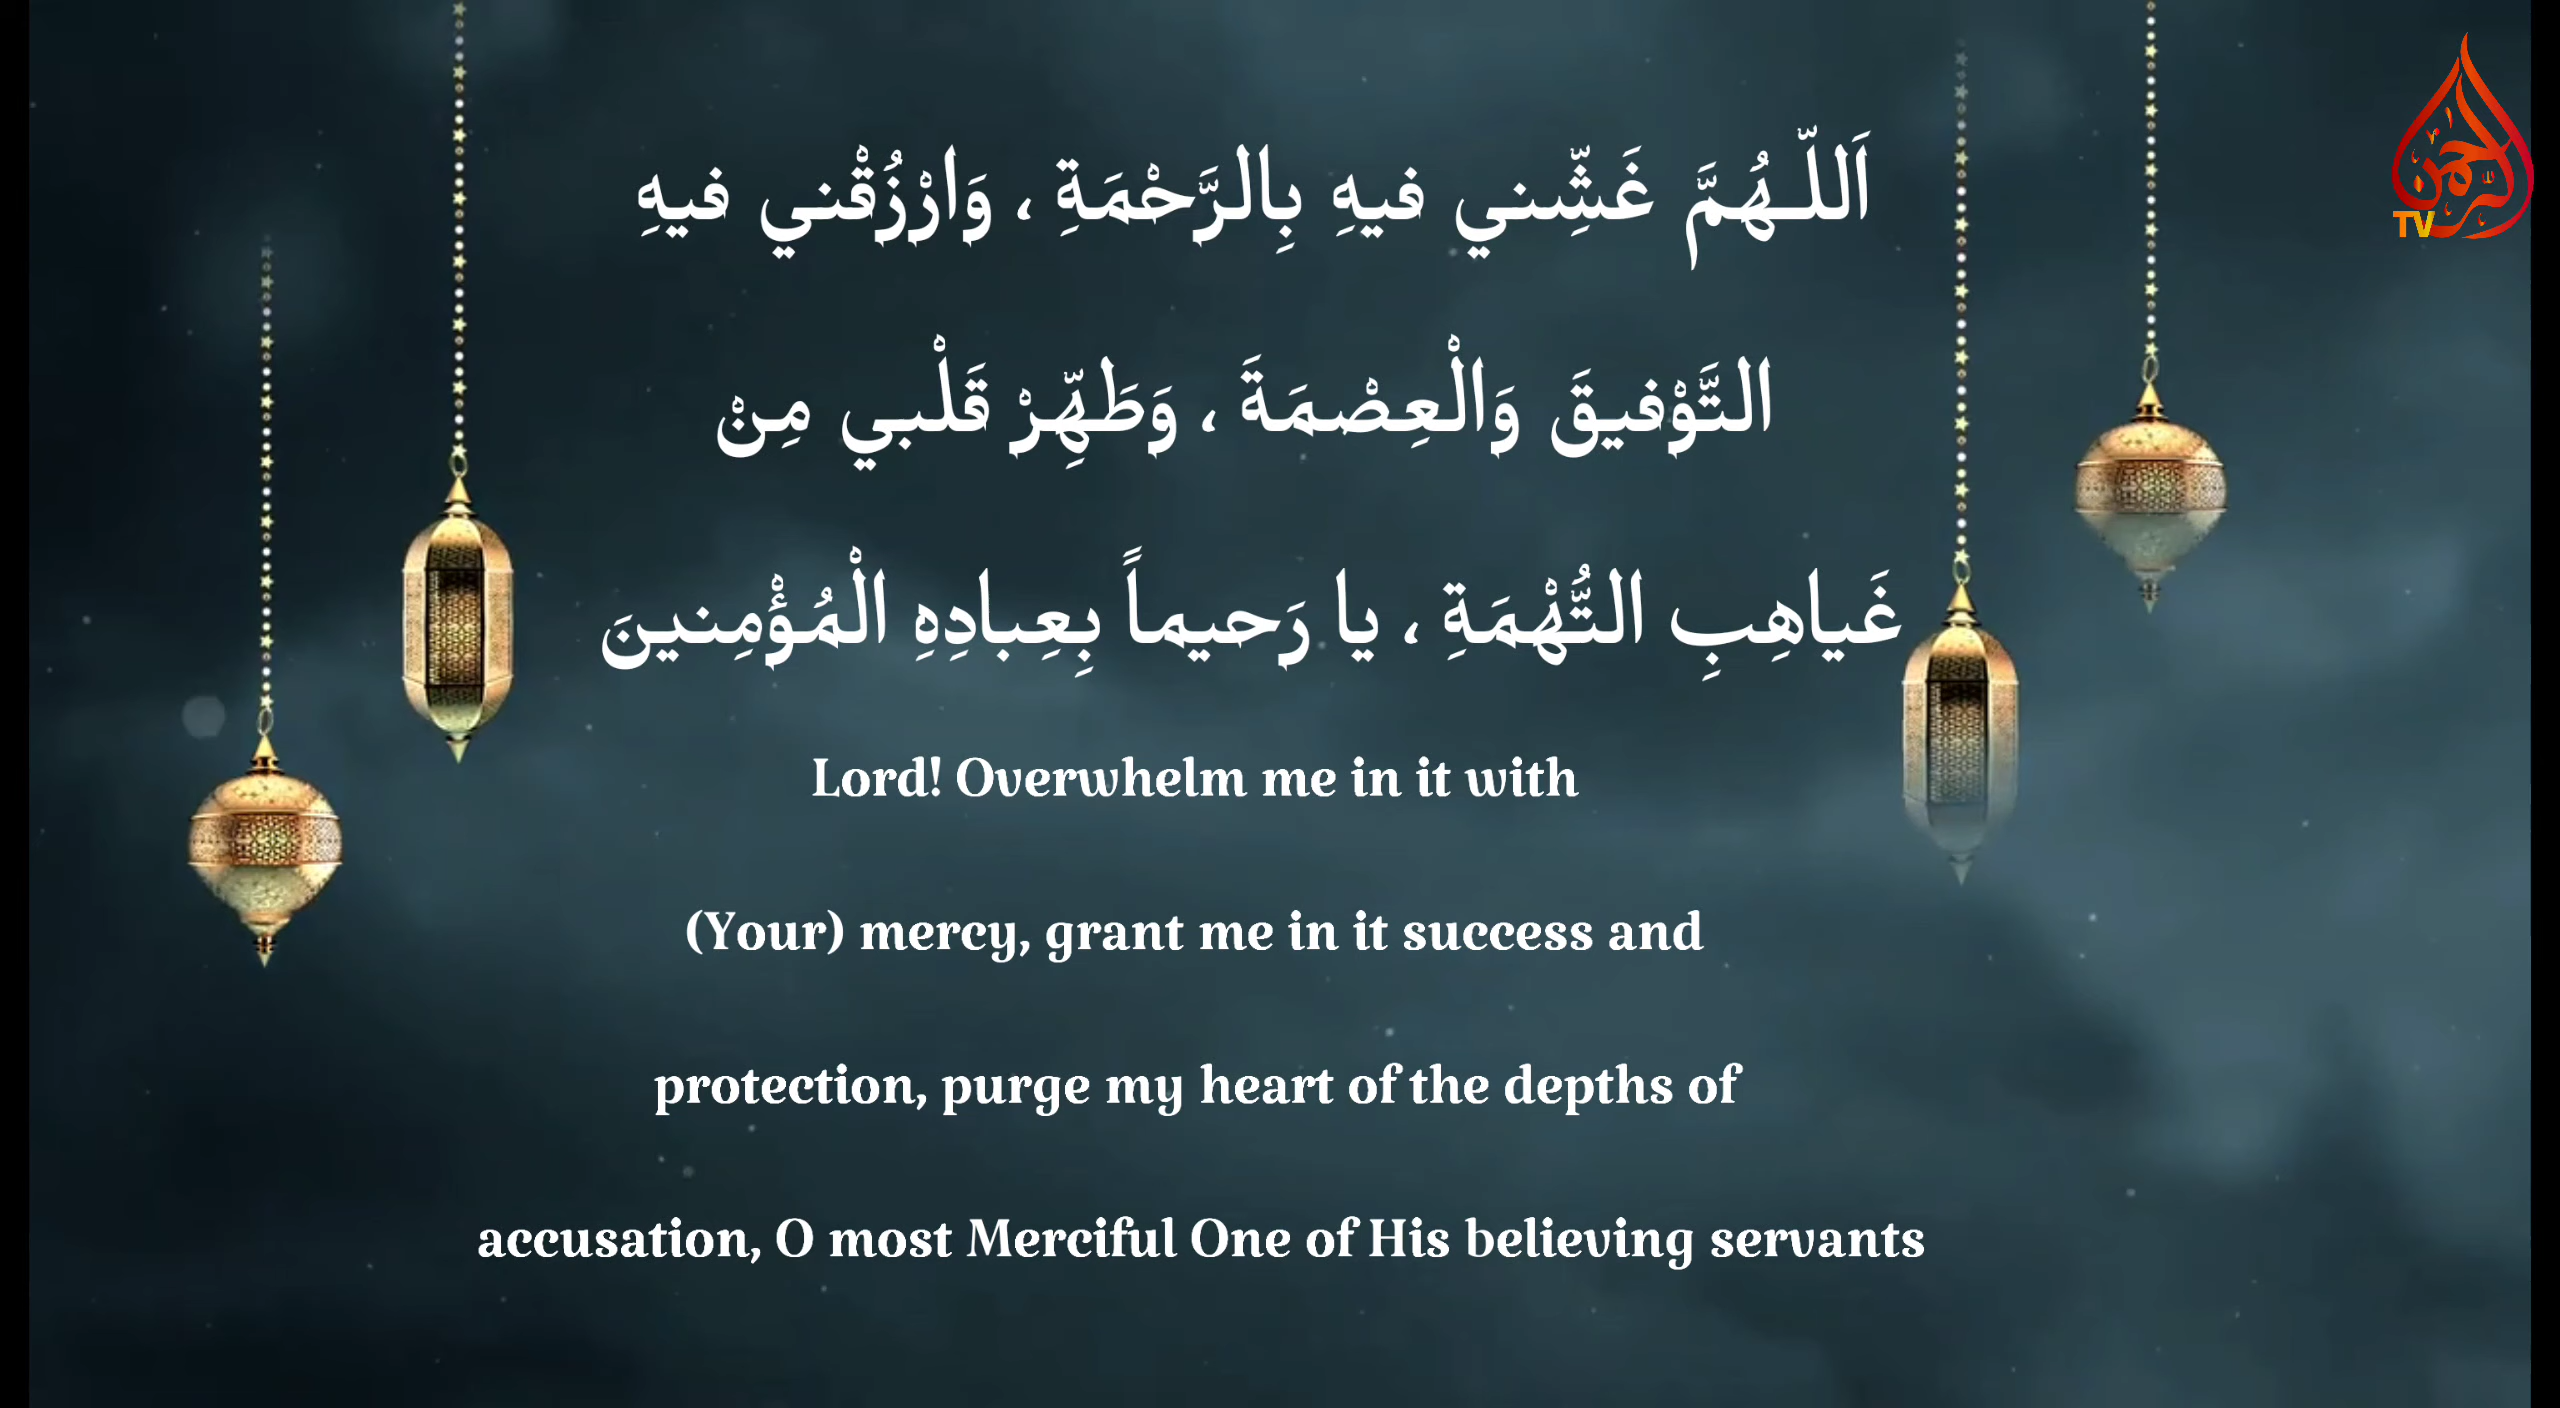 اَللّـهُمَّ غَشِّني فيهِ بِالرَّحْمَةِ ، وَارْزُقْني فيهِ
التَّوْفيقَ وَالْعِصْمَةَ ، وَطَهِّرْ قَلْبي مِنْ
غَياهِبِ التُّهْمَةِ ، يا رَحيماً بِعِبادِهِ الْمُؤْمِنينَ
Lord! Overwhelm me in it with
(Your) mercy, grant me in it success and
protection, purge my heart of the depths of
accusation, O most Merciful One of His believing servants
الرحمن
TV